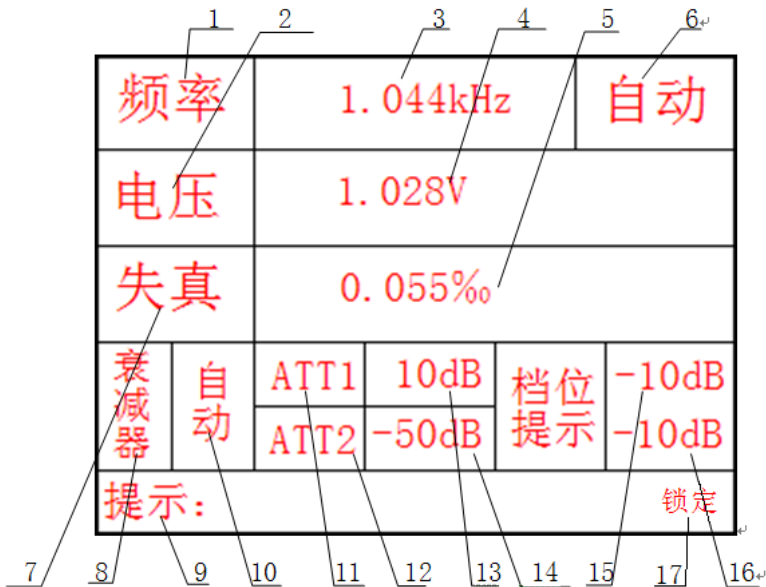 1 2 3 4 5 6
频率 1.044kHz 自动
电压 1.028V
失真 0.055‰
衰减器 自动 ATT1 10dB 档位提示 -10dB
ATT2 -50dB -10dB
提示： 锁定
7 8 9 10 11 12 13 14 15 17 16